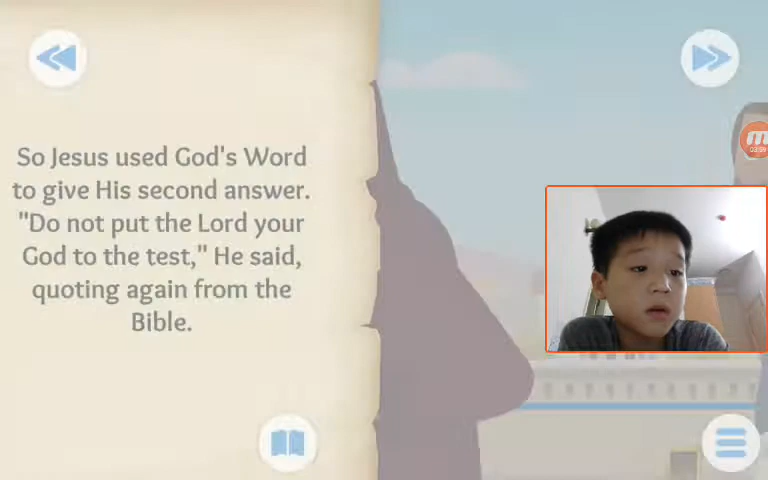 So Jesus used God's Word
to give His second answer.
"Do not put the Lord your
God to the test," He said,
quoting again from the
Bible.